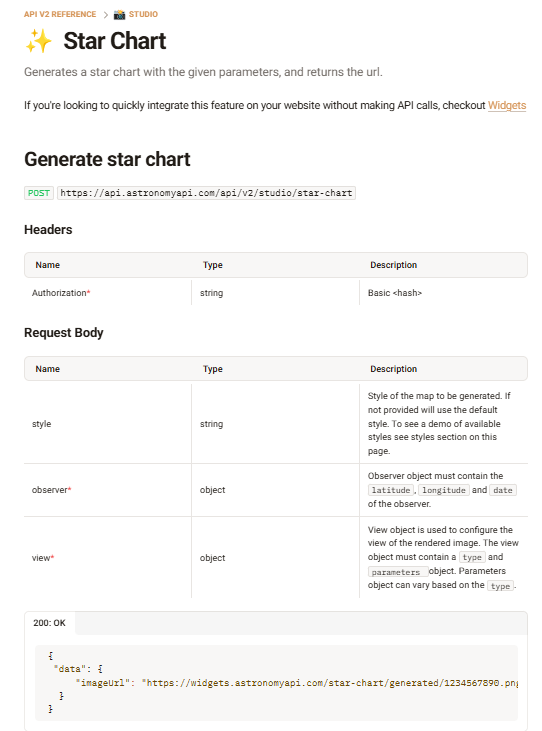 API V2 REFERENCE > 📸 STUDIO
✨ Star Chart
Generates a star chart with the given parameters, and returns the url.
If you're looking to quickly integrate this feature on your website without making API calls, checkout Widgets
Generate star chart
POST https://api.astronomyapi.com/api/v2/studio/star-chart
Headers
Name Type Description
Authorization* string Basic <hash>
Request Body
Name Type Description
style string
Style of the map to be generated. If
not provided will use the default
style. To see a demo of available
styles see styles section on this
page.
observer* object
Observer object must contain the
latitude, longitude and date
of the observer.
view* object
View object is used to configure the
view of the rendered image. The view
object must contain a type and
parameters object. Parameters
object can vary based on the type.
200: OK
{
"data": {
"imageUrl": "https://widgets.astronomyapi.com/star-chart/generated/1234567890.png
}
}